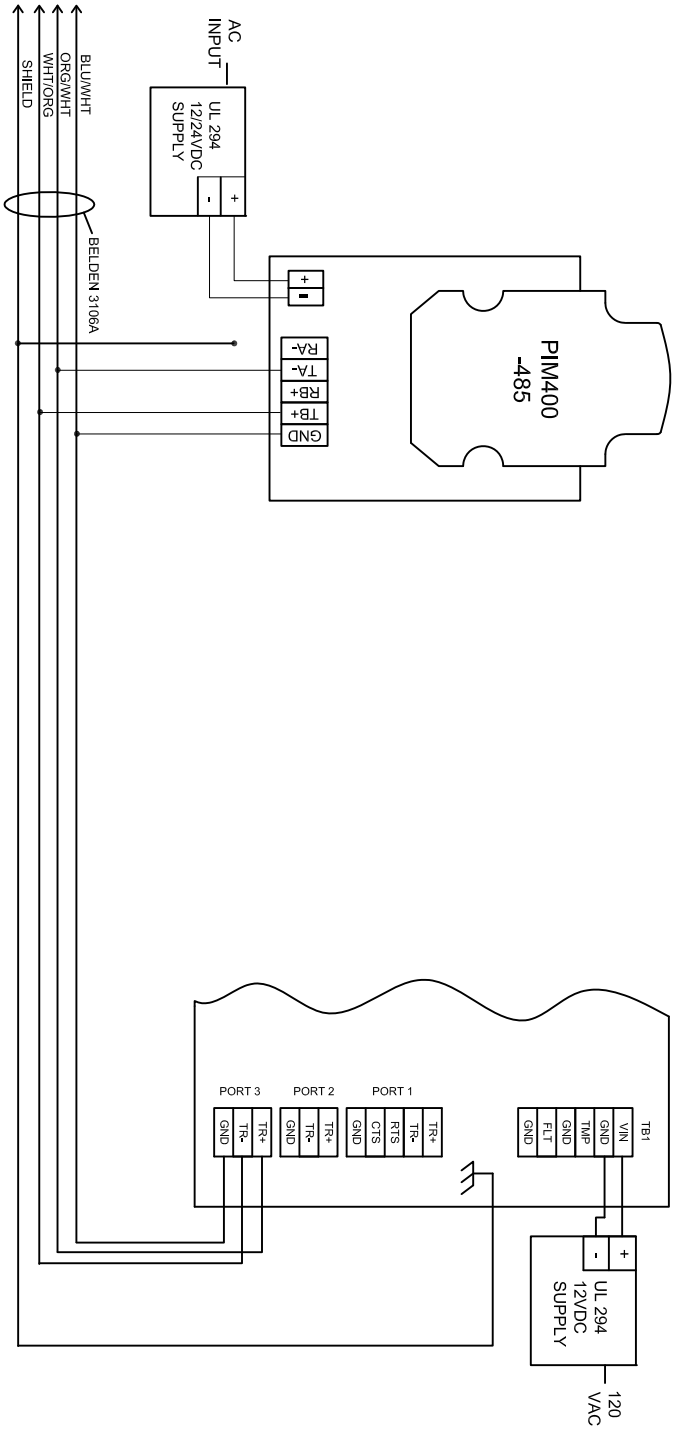 AC
INPUT
UL 294
12/24VDC
SUPPLY
-
+
BLU/WHT
ORG/WHT
WHT/ORG
SHIELD
BELDEN 3106A
+
-
RA-
TA-
RB+
TB+
GND
PIM400
-485
PORT 3
GND
TR-
TR+
PORT 2
GND
TR-
TR+
PORT 1
GND
CTS
RTS
TR-
TR+
TB1
GND
FLT
GND
TMP
GND
VIN
-
+
UL 294
12VDC
SUPPLY
120
VAC